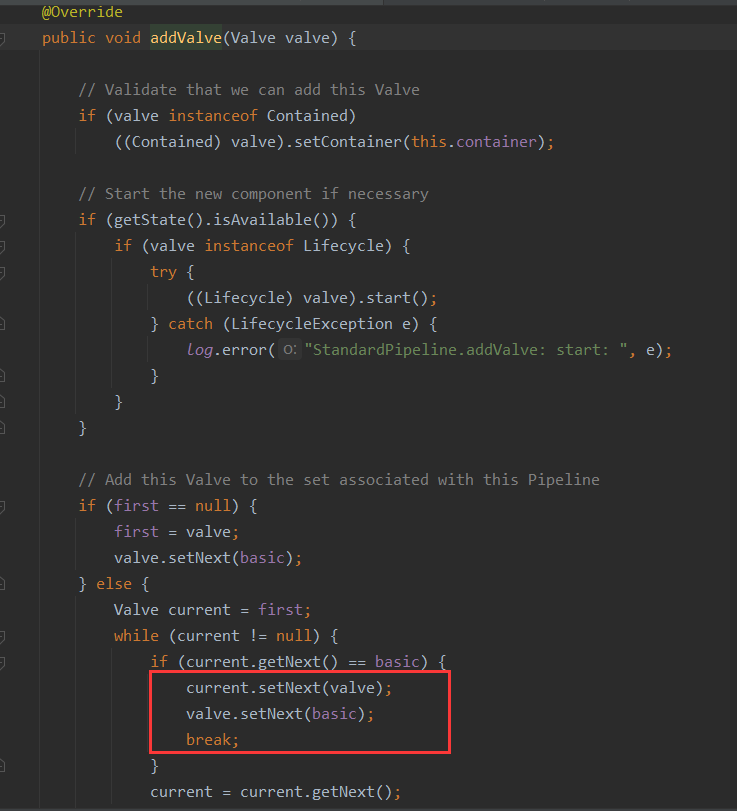 @Override
public void addValve(Valve valve) {
// Validate that we can add this Valve
if (valve instanceof Contained)
((Contained) valve).setContainer(this.container);
// Start the new component if necessary
if (getState().isAvailable()) {
if (valve instanceof Lifecycle) {
try {
((Lifecycle) valve).start();
} catch (LifecycleException e) {
log.error( o: "StandardPipeline.addValve: start: ", e);
}
}
}
// Add this Valve to the set associated with this Pipeline
if (first == null) {
first = valve;
valve.setNext(basic);
} else {
Valve current = first;
while (current != null) {
if (current.getNext() == basic) {
current.setNext(valve);
valve.setNext(basic);
break;
}
current = current.getNext();